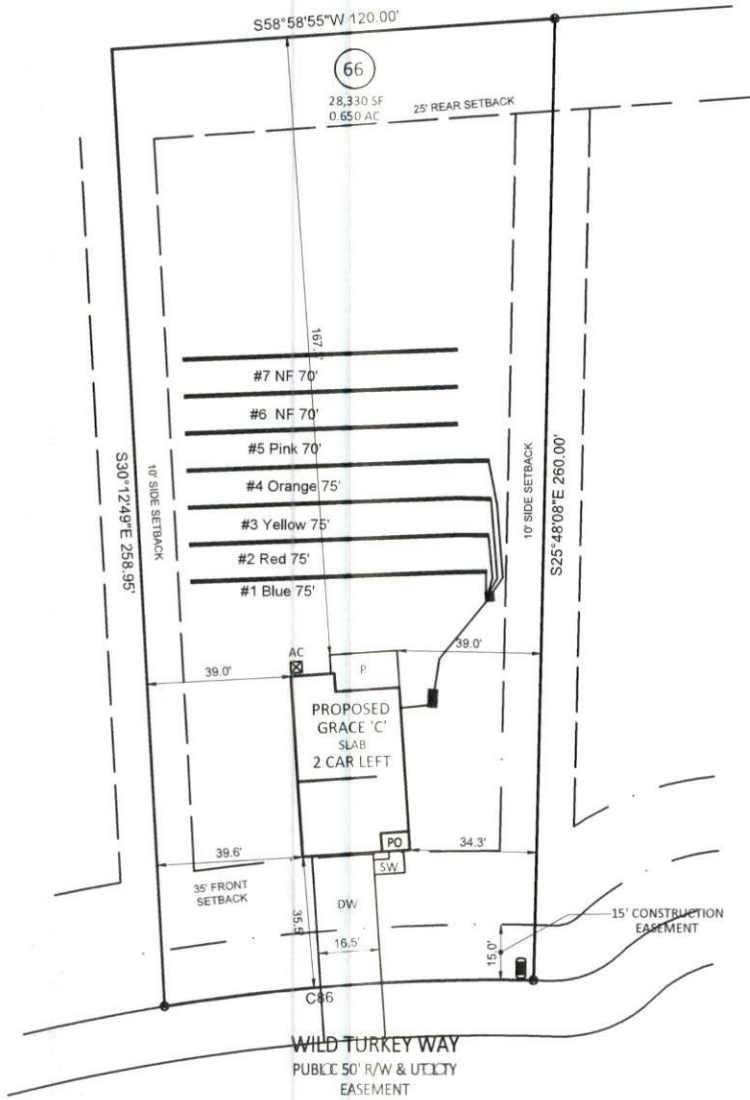 S58°58'55"W 120.00'
66
28,330 SF
0.650 AC
25' REAR SETBACK
#7 NF 70'
#6 NF 70'
#5 Pink 70'
#4 Orange 75'
#3 Yellow 75'
#2 Red 75'
#1 Blue 75'
S30°12'49"E 258.95'
10' SIDE SETBACK
10' SIDE SETBACK
S25°48'08"E 260.00'
AC
39.0'
P
39.0'
PROPOSED
GRACE 'C'
SLAB
2 CAR LEFT
PO
39.6'
34.3'
SW
35' FRONT
SETBACK
DW
15' CONSTRUCTION
EASEMENT
16.5'
15.0'
C86
WILD TURKEY WAY
PUBLIC 50' R/W & UTILITY
EASEMENT